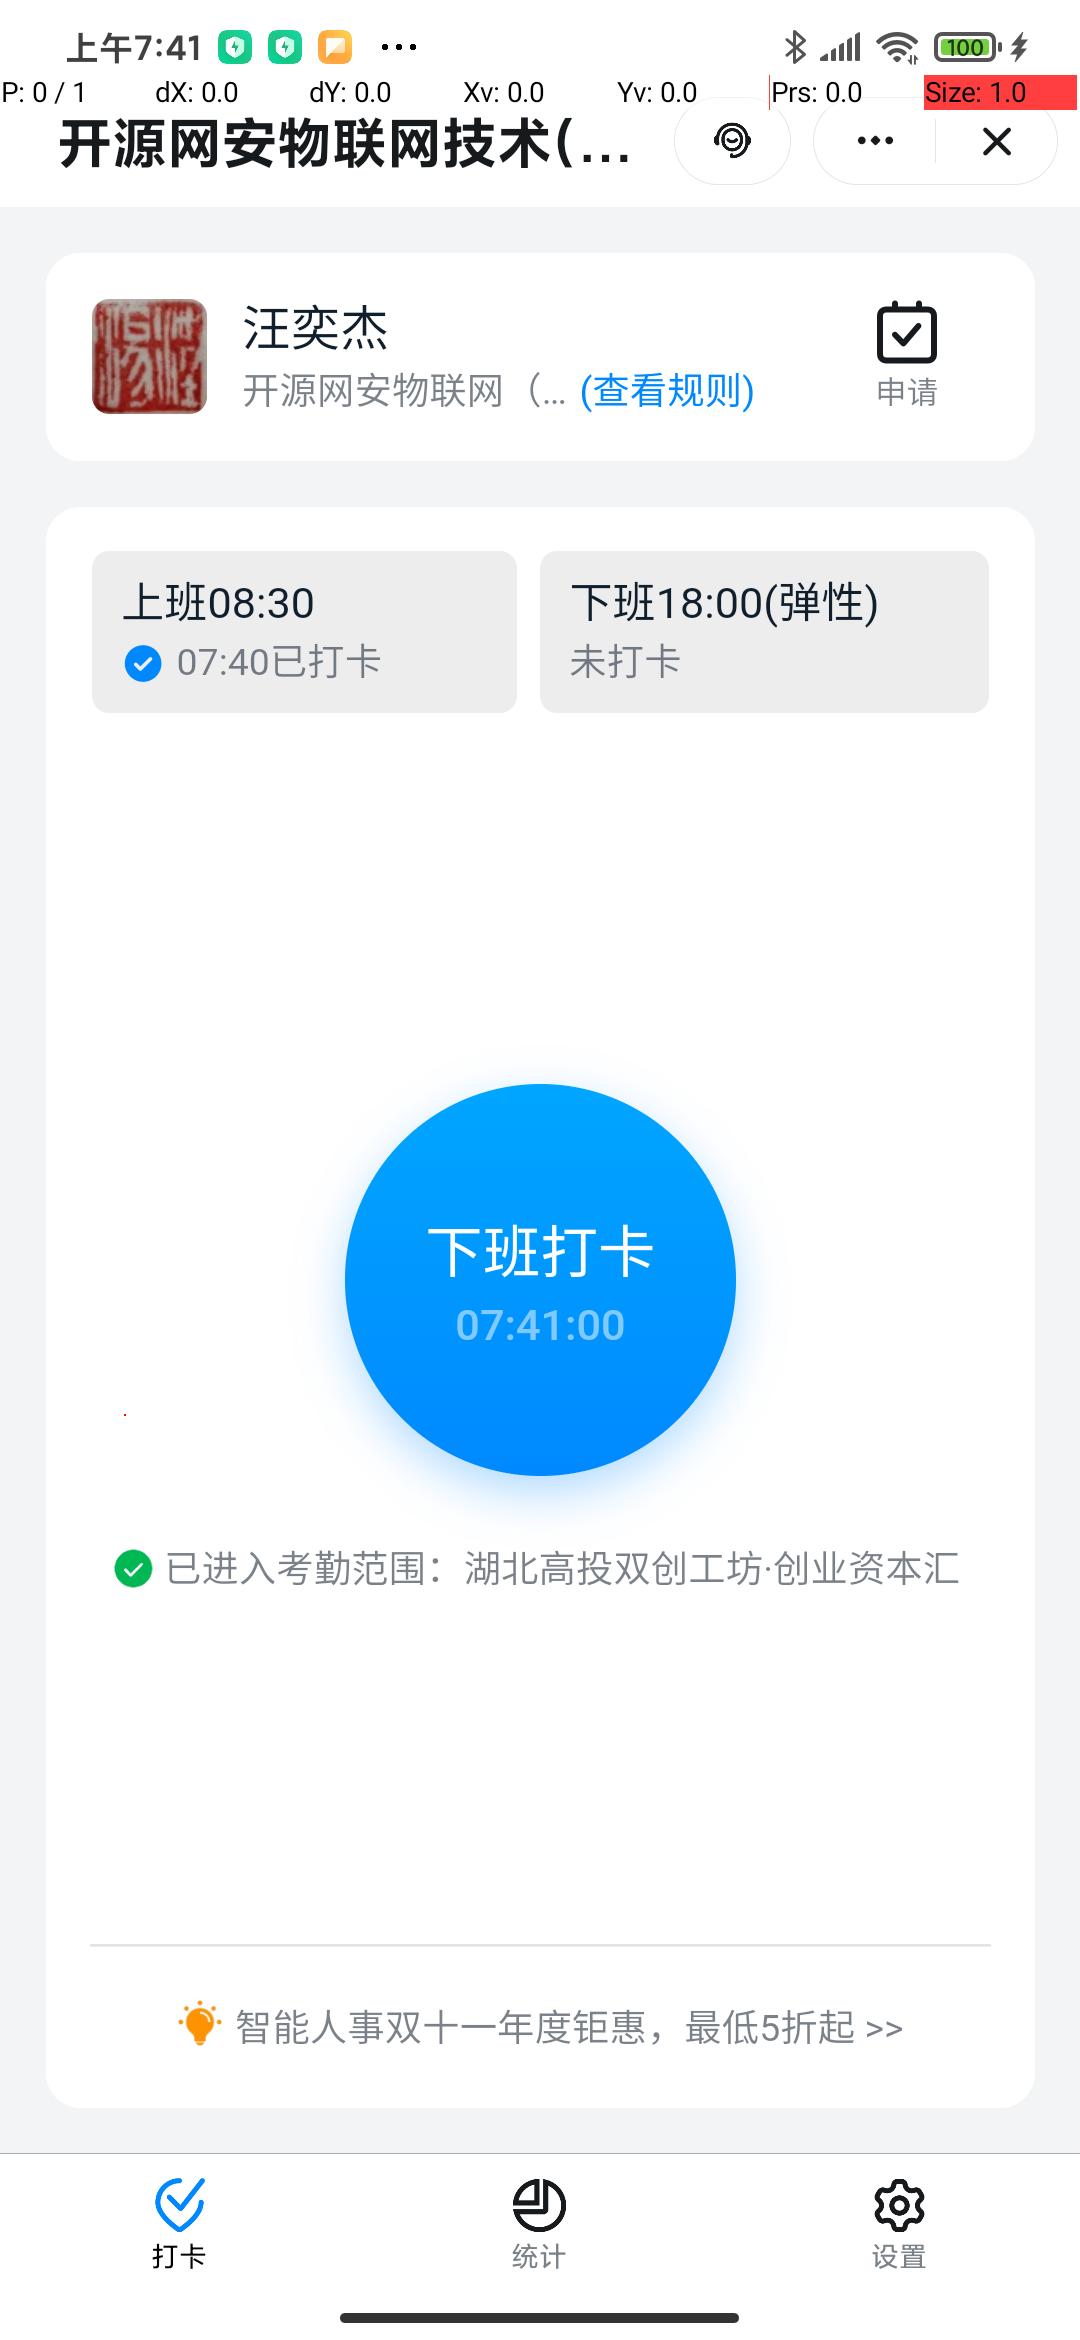 上午7:41
100
P: 0 / 1 dX: 0.0 dY: 0.0 Xv: 0.0 Yv: 0.0 Prs: 0.0 Size: 1.0
开源网安物联网技术(...
汪奕杰
开源网安物联网（... (查看规则)
申请
上班08:30
07:40已打卡
下班18:00(弹性)
未打卡
下班打卡
07:41:00
已进入考勤范围：湖北高投双创工坊·创业资本汇
智能人事双十一年度钜惠，最低5折起 >>
打卡
统计
设置